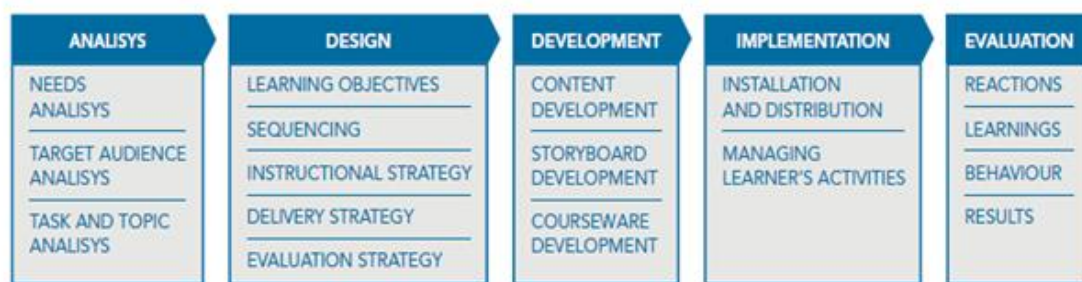 ANALISYS
NEEDS
ANALISYS
TARGET AUDIENCE
ANALISYS
TASK AND TOPIC
ANALISYS
DESIGN
LEARNING OBJECTIVES
SEQUENCING
INSTRUCTIONAL STRATEGY
DELIVERY STRATEGY
EVALUATION STRATEGY
DEVELOPMENT
CONTENT
DEVELOPMENT
STORYBOARD
DEVELOPMENT
COURSEWARE
DEVELOPMENT
IMPLEMENTATION
INSTALLATION
AND DISTRIBUTION
MANAGING
LEARNER'S ACTIVITIES
EVALUATION
REACTIONS
LEARNINGS
BEHAVIOUR
RESULTS